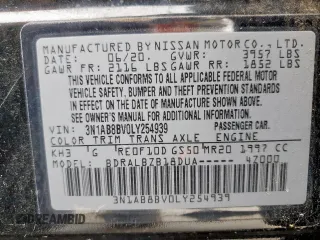 MANUFACTURED BY NISSAN MOTOR CO., LTD.
DATE: 06/20 GVWR: 3957 LBS
GAWR FR: 2116 LBS GAWR RR: 1852 LBS
THIS VEHICLE CONFORMS TO ALL APPLICABLE
FEDERAL MOTOR VEHICLE SAFETY,
BUMPER AND THEFT PREVENTION STANDARDS
IN EFFECT ON THE DATE OF
MANUFACTURE SHOWN ABOVE.
SEE OWNER'S MANUAL FOR ADDITIONAL INFORMATION
VIN: 3N1AB8BV0LY254939 PASSENGER CAR.
COLOR TRIM TRANS AXLE ENGINE
KH3 'G RE0F10D GS50 MR20 1997 CC
MODEL: BDRALBZB18DUA----- 47000
3N1AB8BV0LY254939
© IAAI/BIDCARS